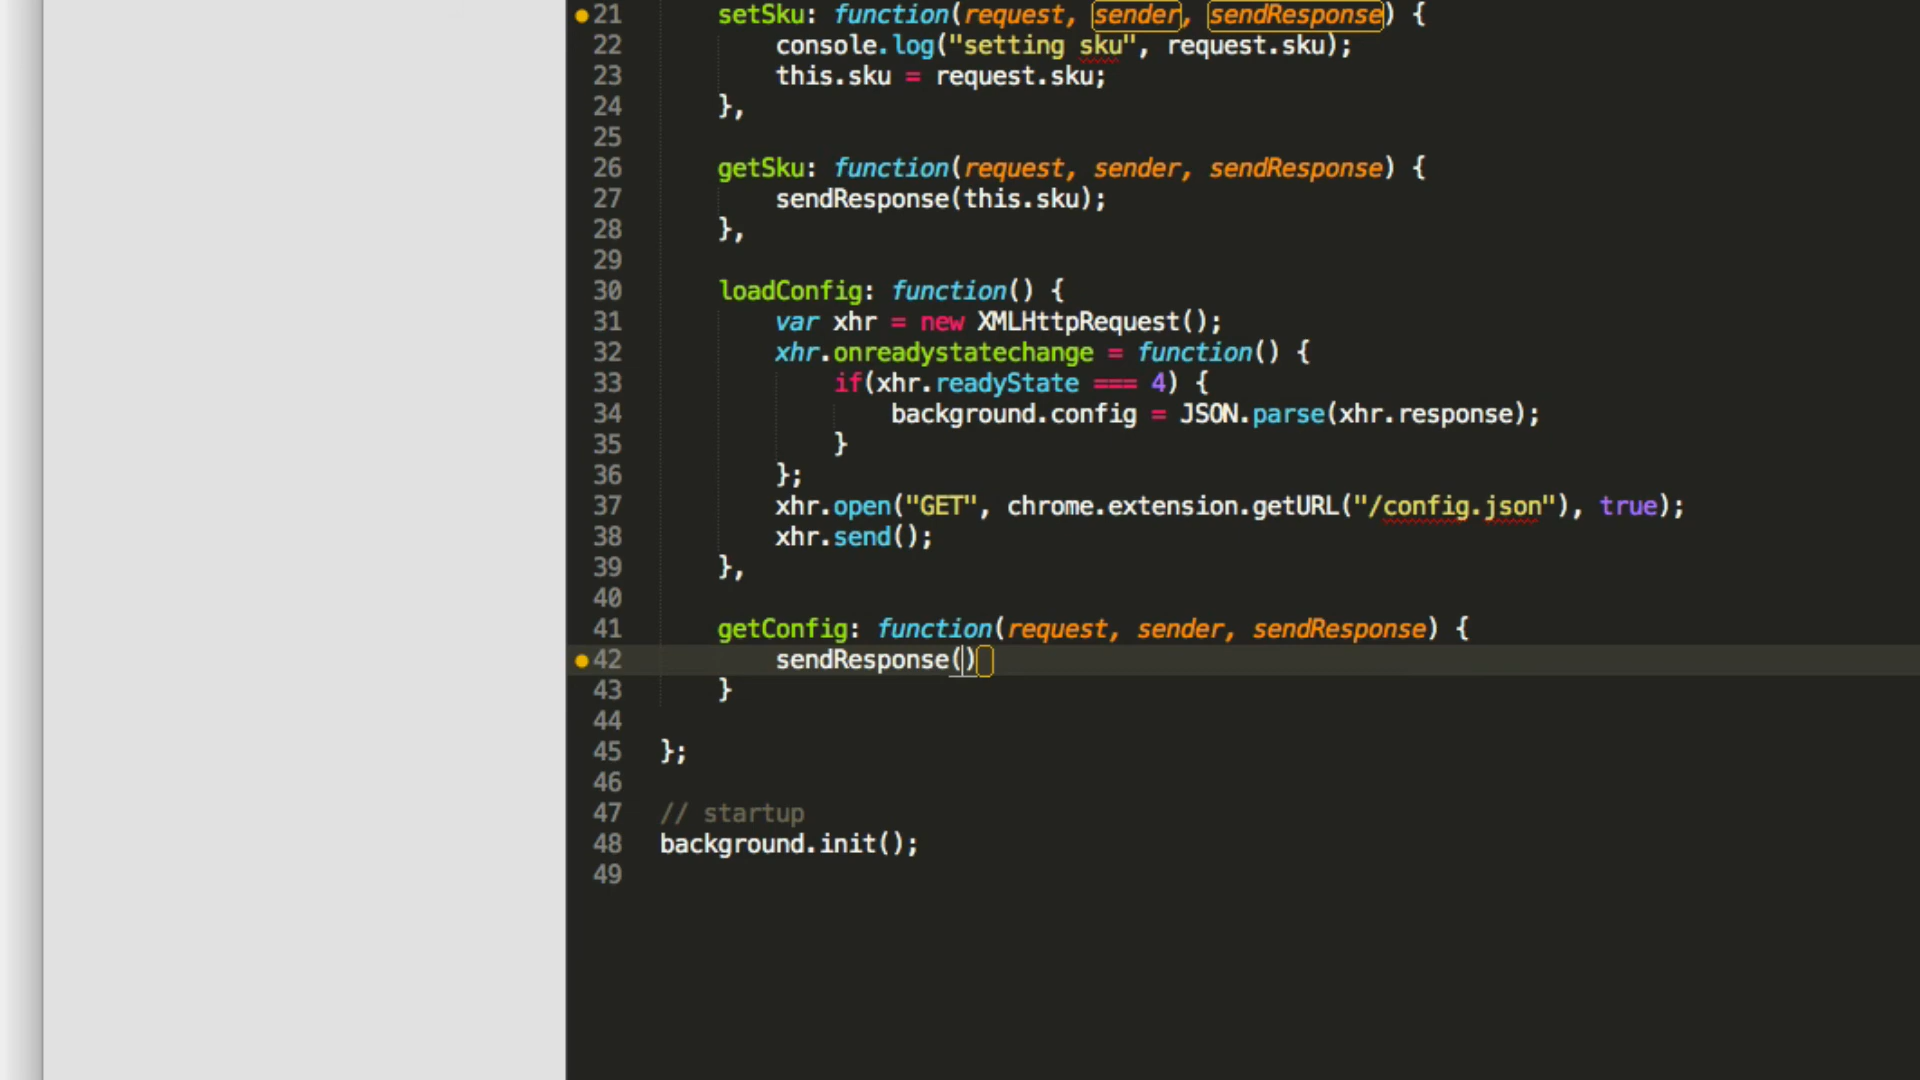 21 setSku: function(request, sender, sendResponse) {
22 console.log("setting sku", request.sku);
23 this.sku = request.sku;
24 },
25
26 getSku: function(request, sender, sendResponse) {
27 sendResponse(this.sku);
28 },
29
30 loadConfig: function() {
31 var xhr = new XMLHttpRequest();
32 xhr.onreadystatechange = function() {
33 if(xhr.readyState === 4) {
34 background.config = JSON.parse(xhr.response);
35 }
36 };
37 xhr.open("GET", chrome.extension.getURL("/config.json"), true);
38 xhr.send();
39 },
40
41 getConfig: function(request, sender, sendResponse) {
42 sendResponse()
43 }
44
45 };
46
47 // startup
48 background.init();
49